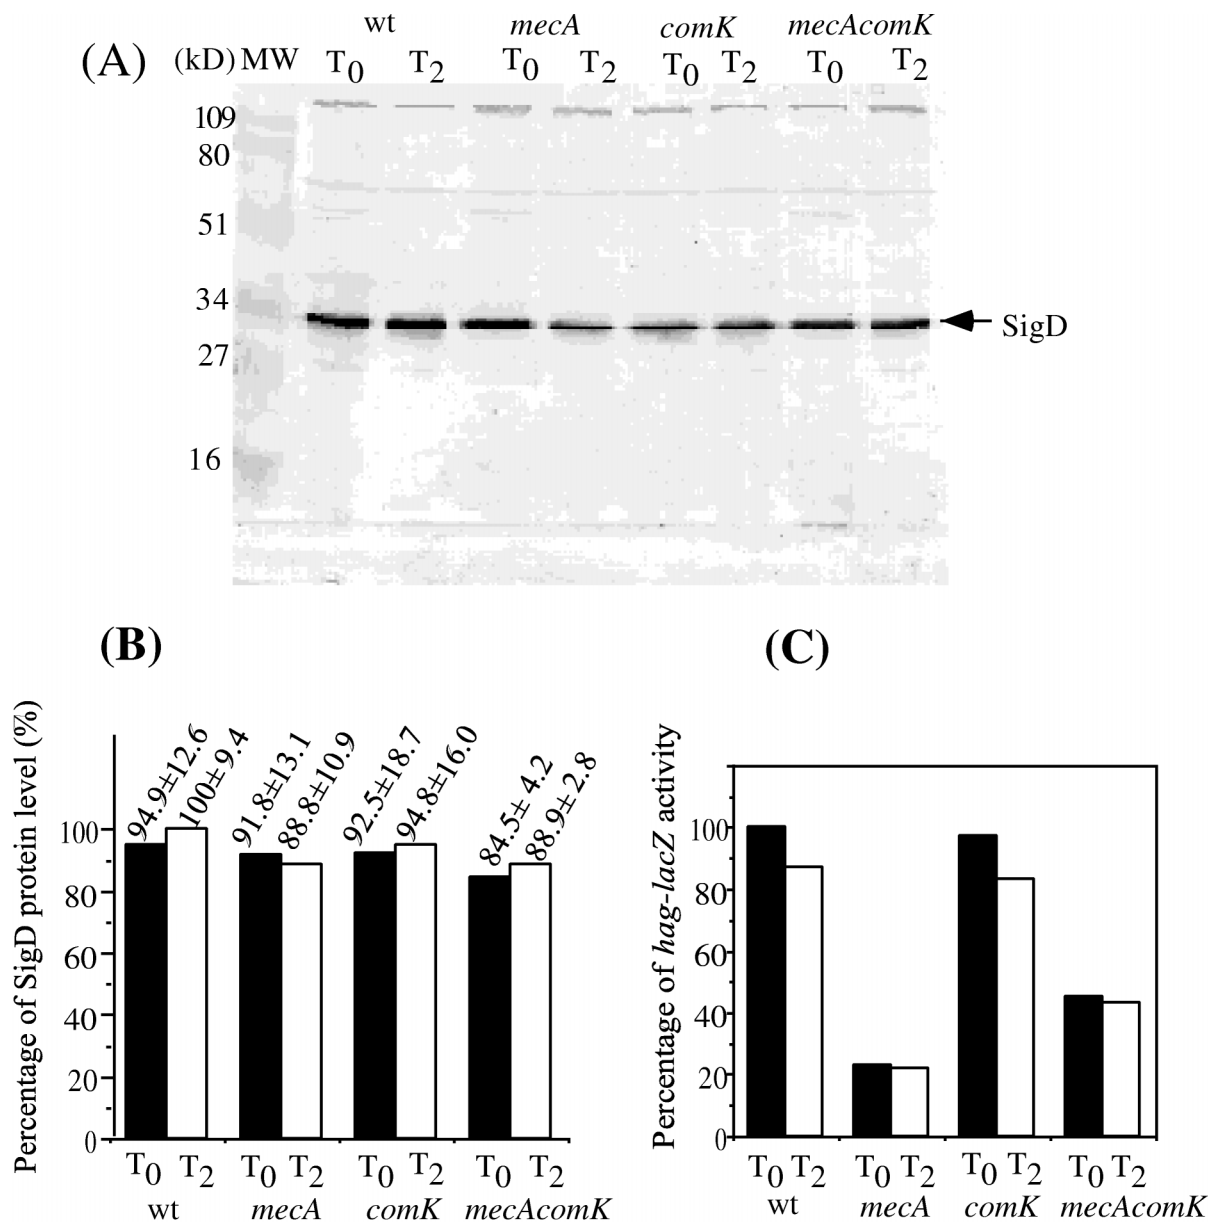 wt mecA comK mecAcomK
(A) (kD) MW T0 T2 T0 T2 T0 T2 T0 T2
109
80
51
34
SigD
27
16
(B)
(C)
Percentage of SigD protein level (%)
94.9±12.6
100±9.4
91.8±13.1
88.8±10.9
92.5±18.7
94.8±16.0
84.5±4.2
88.9±2.8
100
80
60
40
20
0
T0 T2 T0 T2 T0 T2 T0 T2
wt mecA comK mecAcomK
Percentage of hag-lacZ activity
100
80
60
40
20
0
T0 T2 T0 T2 T0 T2 T0 T2
wt mecA comK mecAcomK